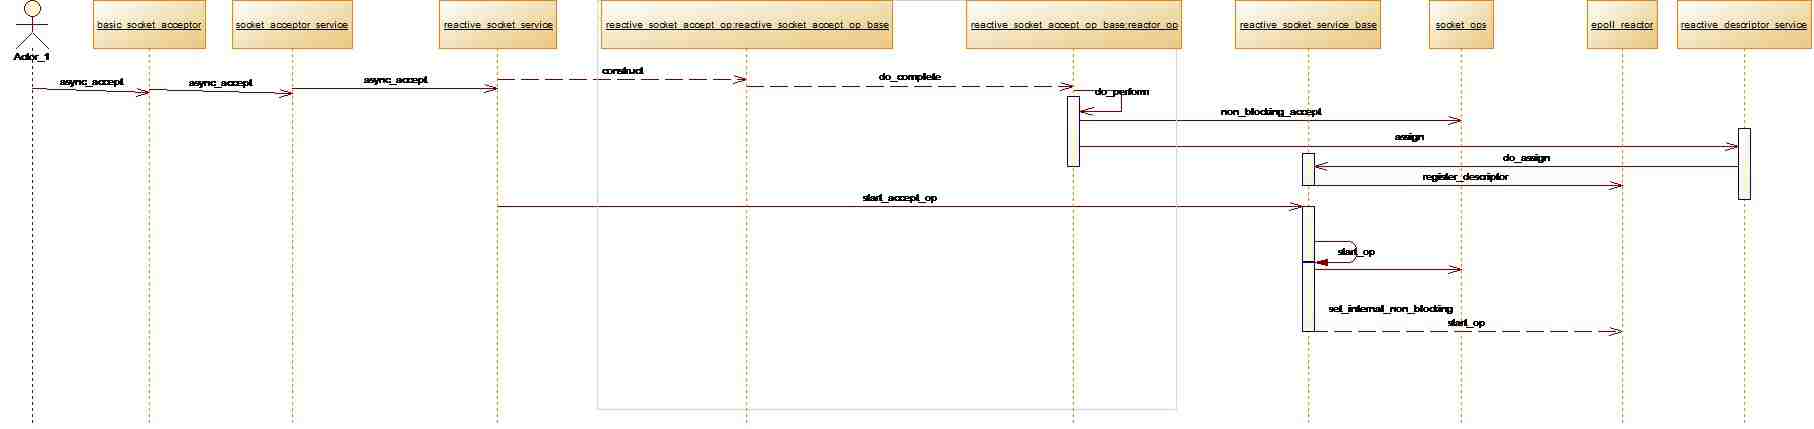 basic_socket_acceptor
socket_acceptor_service
reactive_socket_service
reactive_socket_accept_op:reactive_socket_accept_op_base
reactive_socket_accept_op_base:reactor_op
reactive_socket_service_base
socket_ops
epoll_reactor
reactive_descriptor_service
Actor_1
async_accept
async_accept
async_accept
construct
do_complete
do_perform
non_blocking_accept
assign
do_assign
register_descriptor
start_accept_op
start_op
set_internal_non_blocking
start_op